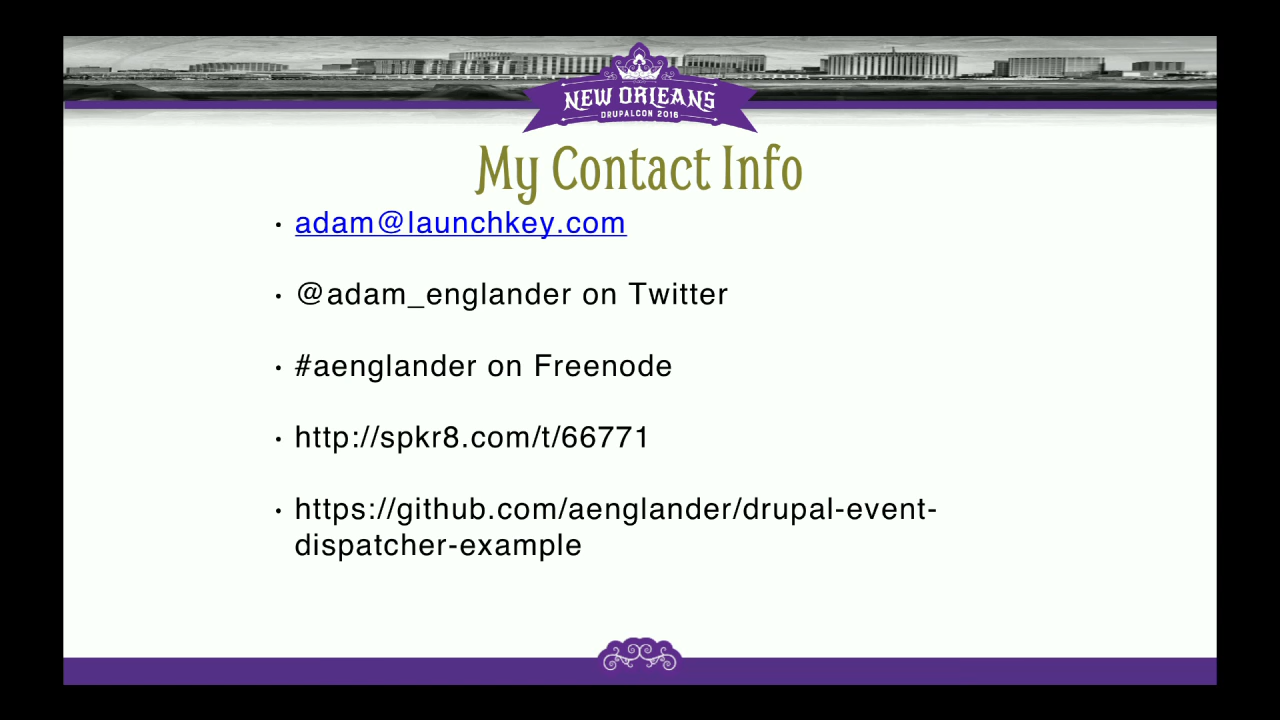 NEW ORLEANS
DRUPALCON 2016
My Contact Info
• adam@launchkey.com
• @adam_englander on Twitter
• #aenglander on Freenode
• http://spkr8.com/t/66771
• https://github.com/aenglander/drupal-event-
dispatcher-example